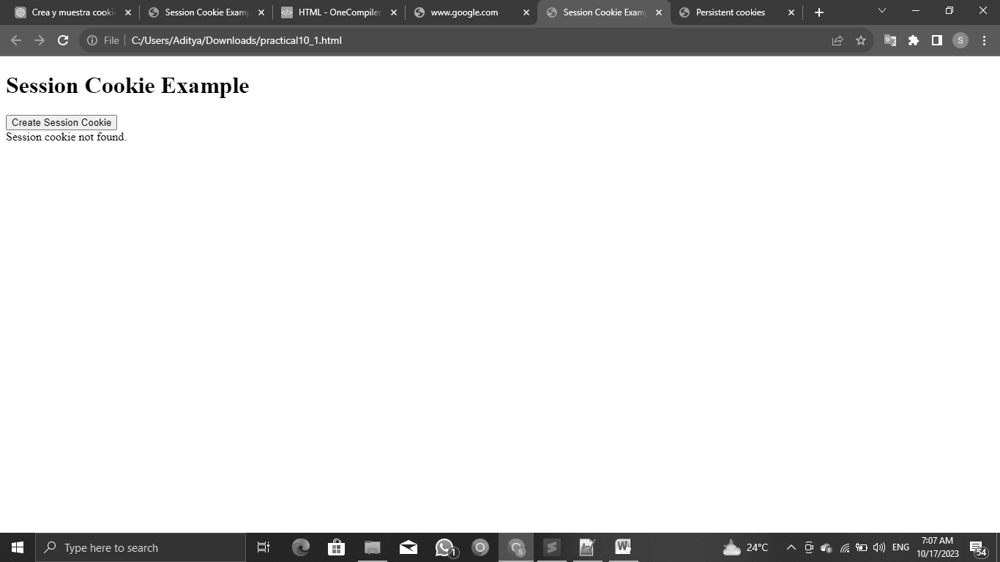 Crea y muestra cooki
Session Cookie Exam
HTML - OneCompiler
www.google.com
Session Cookie Exam
Persistent cookies
File
C:/Users/Aditya/Downloads/practical10_1.html
S
Session Cookie Example
Create Session Cookie
Session cookie not found.
Type here to search
1
S
W
24°C
ENG
7:07 AM
10/17/2023
54